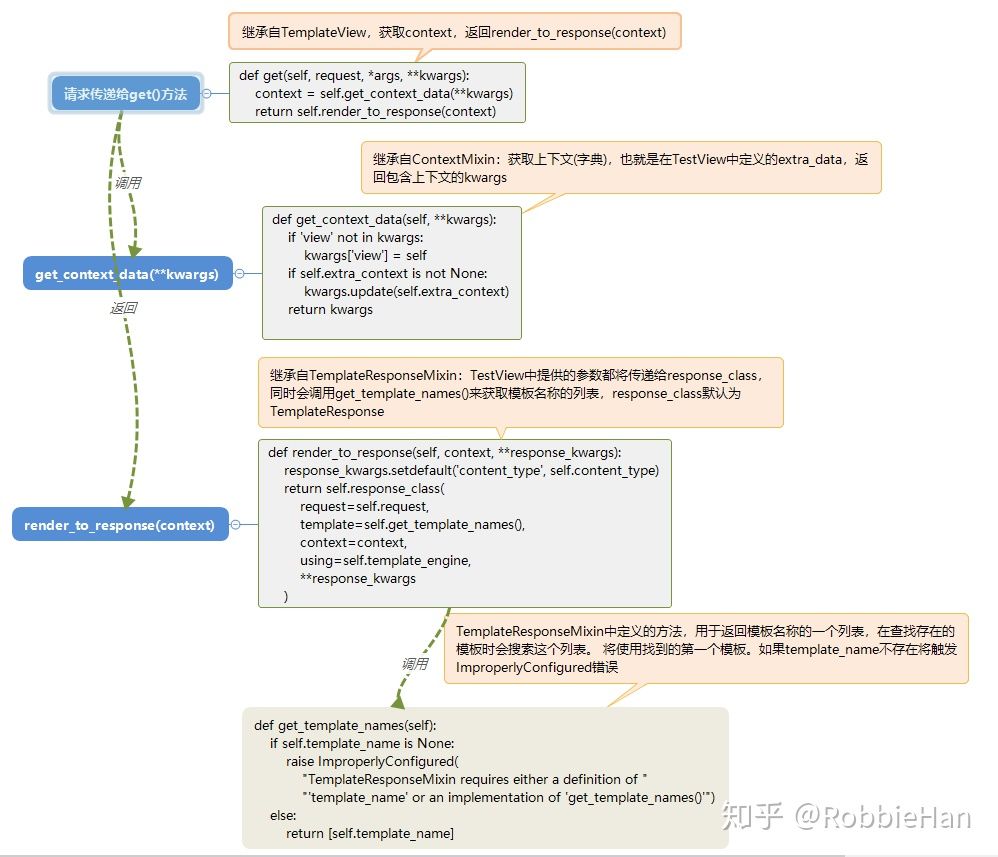 继承自TemplateView，获取context，返回render_to_response(context)
请求传递给get()方法
def get(self, request, *args, **kwargs):
context = self.get_context_data(**kwargs)
return self.render_to_response(context)
继承自ContextMixin：获取上下文(字典)，也就是在TestView中定义的extra_data，返
回包含上下文的kwargs
调用
get_context_data(**kwargs)
def get_context_data(self, **kwargs):
if 'view' not in kwargs:
kwargs['view'] = self
if self.extra_context is not None:
kwargs.update(self.extra_context)
return kwargs
返回
继承自TemplateResponseMixin：TestView中提供的参数都将传递给response_class，
同时会调用get_template_names()来获取模板名称的列表，response_class默认为
TemplateResponse
render_to_response(context)
def render_to_response(self, context, **response_kwargs):
response_kwargs.setdefault('content_type', self.content_type)
return self.response_class(
request=self.request,
template=self.get_template_names(),
context=context,
using=self.template_engine,
**response_kwargs
)
调用
TemplateResponseMixin中定义的方法，用于返回模板名称的一个列表，在查找存在的
模板时会搜索这个列表。 将使用找到的第一个模板。如果template_name不存在将触发
ImproperlyConfigured错误
def get_template_names(self):
if self.template_name is None:
raise ImproperlyConfigured(
"TemplateResponseMixin requires either a definition of "
"'template_name' or an implementation of 'get_template_names()'")
else:
return [self.template_name]
知乎 @RobbieHan